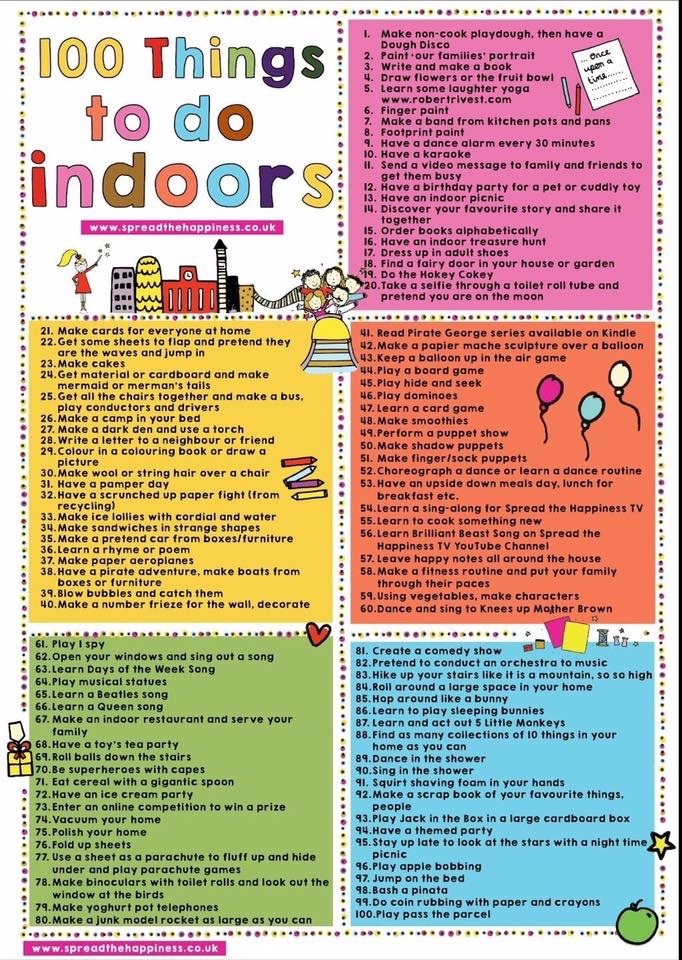 100 Things
to do
indoors
www.spreadthehappiness.co.uk
1. Make non-cook playdough, then have a
Dough Disco
2. Paint 'our families' portrait
3. Write and make a book
4. Draw flowers or the fruit bowl
5. Learn some laughter yoga
www.robertrivest.com
6. Finger paint
7. Make a band from kitchen pots and pans
8. Footprint paint
9. Have a dance alarm every 30 minutes
10. Have a karaoke
11. Send a video message to family and friends to
get them busy
12. Have a birthday party for a pet or cuddly toy
13. Have an indoor picnic
14. Discover your favourite story and share it
together
15. Order books alphabetically
16. Have an indoor treasure hunt
17. Dress up in adult shoes
18. Find a fairy door in your house or garden
19. Do the Hokey Cokey
20. Take a selfie through a toilet roll tube and
pretend you are on the moon
...once
upon a
time.....
21. Make cards for everyone at home
22. Get some sheets to flap and pretend they
are the waves and jump in
23. Make cakes
24. Get material or cardboard and make
mermaid or merman's tails
25. Get all the chairs together and make a bus,
play conductors and drivers
26. Make a camp in your bed
27. Make a dark den and use a torch
28. Write a letter to a neighbour or friend
29. Colour in a colouring book or draw a
picture
30. Make wool or string hair over a chair
31. Have a pamper day
32. Have a scrunched up paper fight (from
recycling)
33. Make ice lollies with cordial and water
34. Make sandwiches in strange shapes
35. Make a pretend car from boxes/furniture
36. Learn a rhyme or poem
37. Make paper aeroplanes
38. Have a pirate adventure, make boats from
boxes or furniture
39. Blow bubbles and catch them
40. Make a number frieze for the wall, decorate
41. Read Pirate George series available on Kindle
42. Make a papier mache sculpture over a balloon
43. Keep a balloon up in the air game
44. Play a board game
45. Play hide and seek
46. Play dominoes
47. Learn a card game
48. Make smoothies
49. Perform a puppet show
50. Make shadow puppets
51. Make finger/sock puppets
52. Choreograph a dance or learn a dance routine
53. Have an upside down meals day, lunch for
breakfast etc.
54. Learn a sing-along for Spread the Happiness TV
55. Learn to cook something new
56. Learn Brilliant Beast Song on Spread the
Happiness TV YouTube Channel
57. Leave happy notes all around the house
58. Make a fitness routine and put your family
through their paces
59. Using vegetables, make characters
60. Dance and sing to Knees up Mother Brown
61. Play I spy
62. Open your windows and sing out a song
63. Learn Days of the Week Song
64. Play musical statues
65. Learn a Beatles song
66. Learn a Queen song
67. Make an indoor restaurant and serve your
family
68. Have a toy's tea party
69. Roll balls down the stairs
70. Be superheroes with capes
71. Eat cereal with a gigantic spoon
72. Have an ice cream party
73. Enter an online competition to win a prize
74. Vacuum your home
75. Polish your home
76. Fold up sheets
77. Use a sheet as a parachute to fluff up and hide
under and play parachute games
78. Make binoculars with toilet rolls and look out the
window at the birds
79. Make yoghurt pot telephones
80. Make a junk model rocket as large as you can
81. Create a comedy show
82. Pretend to conduct an orchestra to music
83. Hike up your stairs like it is a mountain, so so high
84. Roll around a large space in your home
85. Hop around like a bunny
86. Learn to play sleeping bunnies
87. Learn and act out 5 Little Monkeys
88. Find as many collections of 10 things in your
home as you can
89. Dance in the shower
90. Sing in the shower
91. Squirt shaving foam in your hands
92. Make a scrap book of your favourite things,
people
93. Play Jack in the Box in a large cardboard box
94. Have a themed party
95. Stay up late to look at the stars with a night time
picnic
96. Play apple bobbing
97. Jump on the bed
98. Bash a pinata
99. Do coin rubbing with paper and crayons
100. Play pass the parcel
www.spreadthehappiness.co.uk